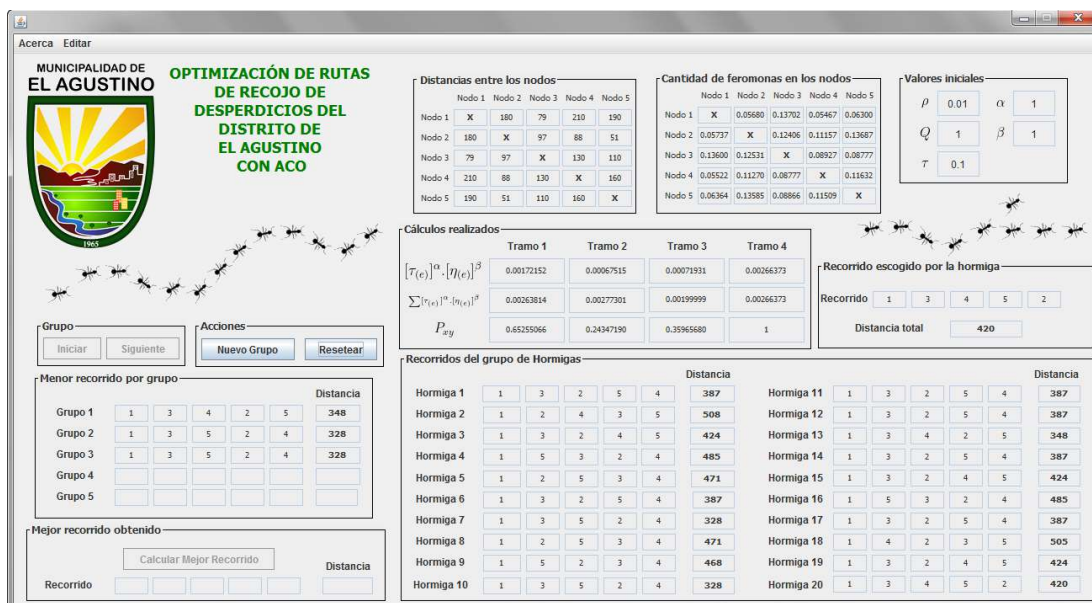 Acerca Editar
MUNICIPALIDAD DE
EL AGUSTINO
1965
OPTIMIZACIÓN DE RUTAS
DE RECOJO DE
DESPERDICIOS DEL
DISTRITO DE
EL AGUSTINO
CON ACO
Distancias entre los nodos
Nodo 1 Nodo 2 Nodo 3 Nodo 4 Nodo 5
Nodo 1 X 180 79 210 190
Nodo 2 180 X 97 88 51
Nodo 3 79 97 X 130 110
Nodo 4 210 88 130 X 160
Nodo 5 190 51 110 160 X
Cantidad de feromonas en los nodos
Nodo 1 Nodo 2 Nodo 3 Nodo 4 Nodo 5
Nodo 1 X 0.05680 0.13702 0.05467 0.06300
Nodo 2 0.05737 X 0.12406 0.11157 0.13687
Nodo 3 0.13600 0.12531 X 0.08927 0.08777
Nodo 4 0.05522 0.11270 0.08777 X 0.11632
Nodo 5 0.06364 0.13585 0.08866 0.11509 X
Valores iniciales
ρ 0.01 α 1
Q 1 β 1
τ 0.1
Cálculos realizados
Tramo 1 Tramo 2 Tramo 3 Tramo 4
[τ(e)]^α.[η(e)]^β 0.00172152 0.00067515 0.00071931 0.00266373
∑[τ(e)]^α.[η(e)]^β 0.00263814 0.00277301 0.00199999 0.00266373
Pxy 0.65255066 0.24347190 0.35965680 1
Recorrido escogido por la hormiga
Recorrido 1 3 4 5 2
Distancia total 420
Grupo
Iniciar Siguiente
Acciones
Nuevo Grupo Resetear
Menor recorrido por grupo
Distancia
Grupo 1 1 3 4 2 5 348
Grupo 2 1 3 5 2 4 328
Grupo 3 1 3 5 2 4 328
Grupo 4
Grupo 5
Mejor recorrido obtenido
Calcular Mejor Recorrido
Distancia
Recorrido
Recorridos del grupo de Hormigas
Distancia
Hormiga 1 1 3 2 5 4 387
Hormiga 2 1 2 4 3 5 508
Hormiga 3 1 3 2 4 5 424
Hormiga 4 1 5 3 2 4 485
Hormiga 5 1 2 5 3 4 471
Hormiga 6 1 3 2 5 4 387
Hormiga 7 1 3 5 2 4 328
Hormiga 8 1 2 5 3 4 471
Hormiga 9 1 5 2 3 4 468
Hormiga 10 1 3 5 2 4 328
Distancia
Hormiga 11 1 3 2 5 4 387
Hormiga 12 1 3 2 5 4 387
Hormiga 13 1 3 4 2 5 348
Hormiga 14 1 3 2 5 4 387
Hormiga 15 1 3 2 4 5 424
Hormiga 16 1 5 3 2 4 485
Hormiga 17 1 3 2 5 4 387
Hormiga 18 1 4 2 3 5 505
Hormiga 19 1 3 2 4 5 424
Hormiga 20 1 3 4 5 2 420